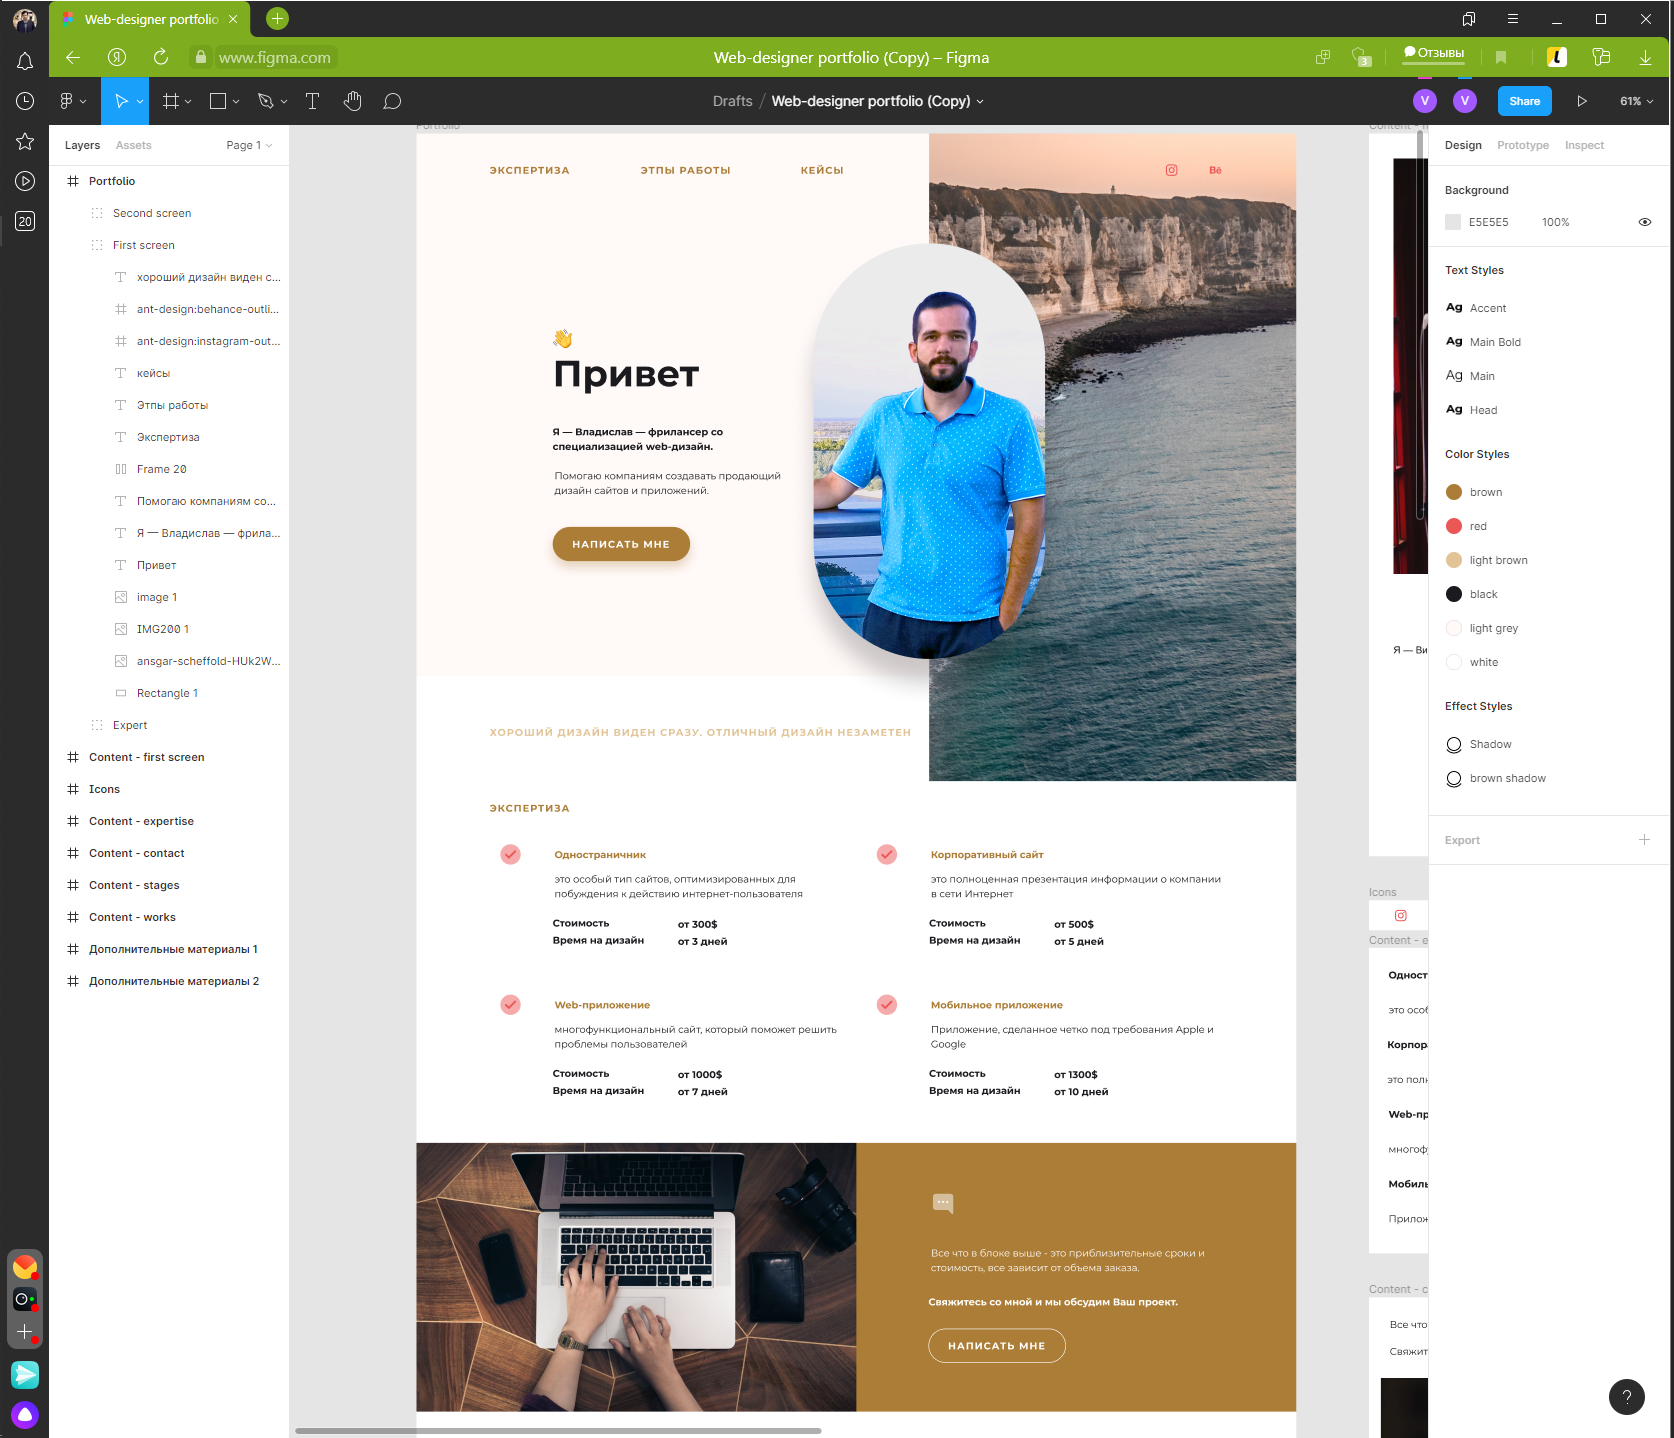 Web-designer portfolio
www.figma.com
Web-designer portfolio (Copy) – Figma
3
Отзывы
Drafts / Web-designer portfolio (Copy)
V
V
Share
61%
20
Layers
Assets
Page 1
Portfolio
Second screen
First screen
хороший дизайн виден с...
ant-design:behance-outli...
ant-design:instagram-out...
кейсы
Этпы работы
Экспертиза
Frame 20
Помогаю компаниям со...
Я — Владислав — фрила...
Привет
image 1
IMG200 1
ansgar-scheffold-HUk2W...
Rectangle 1
Expert
Content - first screen
Icons
Content - expertise
Content - contact
Content - stages
Content - works
Дополнительные материалы 1
Дополнительные материалы 2
Portfolio
ЭКСПЕРТИЗА
ЭТПЫ РАБОТЫ
КЕЙСЫ
Bē
Привет
Я — Владислав — фрилансер со
специализацией web-дизайн.
Помогаю компаниям создавать продающий
дизайн сайтов и приложений.
НАПИСАТЬ МНЕ
ХОРОШИЙ ДИЗАЙН ВИДЕН СРАЗУ. ОТЛИЧНЫЙ ДИЗАЙН НЕЗАМЕТЕН
ЭКСПЕРТИЗА
Одностраничник
это особый тип сайтов, оптимизированных для
побуждения к действию интернет-пользователя
Стоимость от 300$
Время на дизайн от 3 дней
Корпоративный сайт
это полноценная презентация информации о компании
в сети Интернет
Стоимость от 500$
Время на дизайн от 5 дней
Web-приложение
многофункциональный сайт, который поможет решить
проблемы пользователей
Стоимость от 1000$
Время на дизайн от 7 дней
Мобильное приложение
Приложение, сделанное четко под требования Apple и
Google
Стоимость от 1300$
Время на дизайн от 10 дней
Все что в блоке выше - это приблизительные сроки и
стоимость, все зависит от объема заказа.
Свяжитесь со мной и мы обсудим Ваш проект.
НАПИСАТЬ МНЕ
Я — Ви
Icons
Content - e
Одност
это особ
Корпор
это полн
Web-пр
многоф
Мобиль
Прилож
Content - c
Все что
Свяжит
Design
Prototype
Inspect
Background
E5E5E5 100%
Text Styles
Ag Accent
Ag Main Bold
Ag Main
Ag Head
Color Styles
brown
red
light brown
black
light grey
white
Effect Styles
Shadow
brown shadow
Export
?